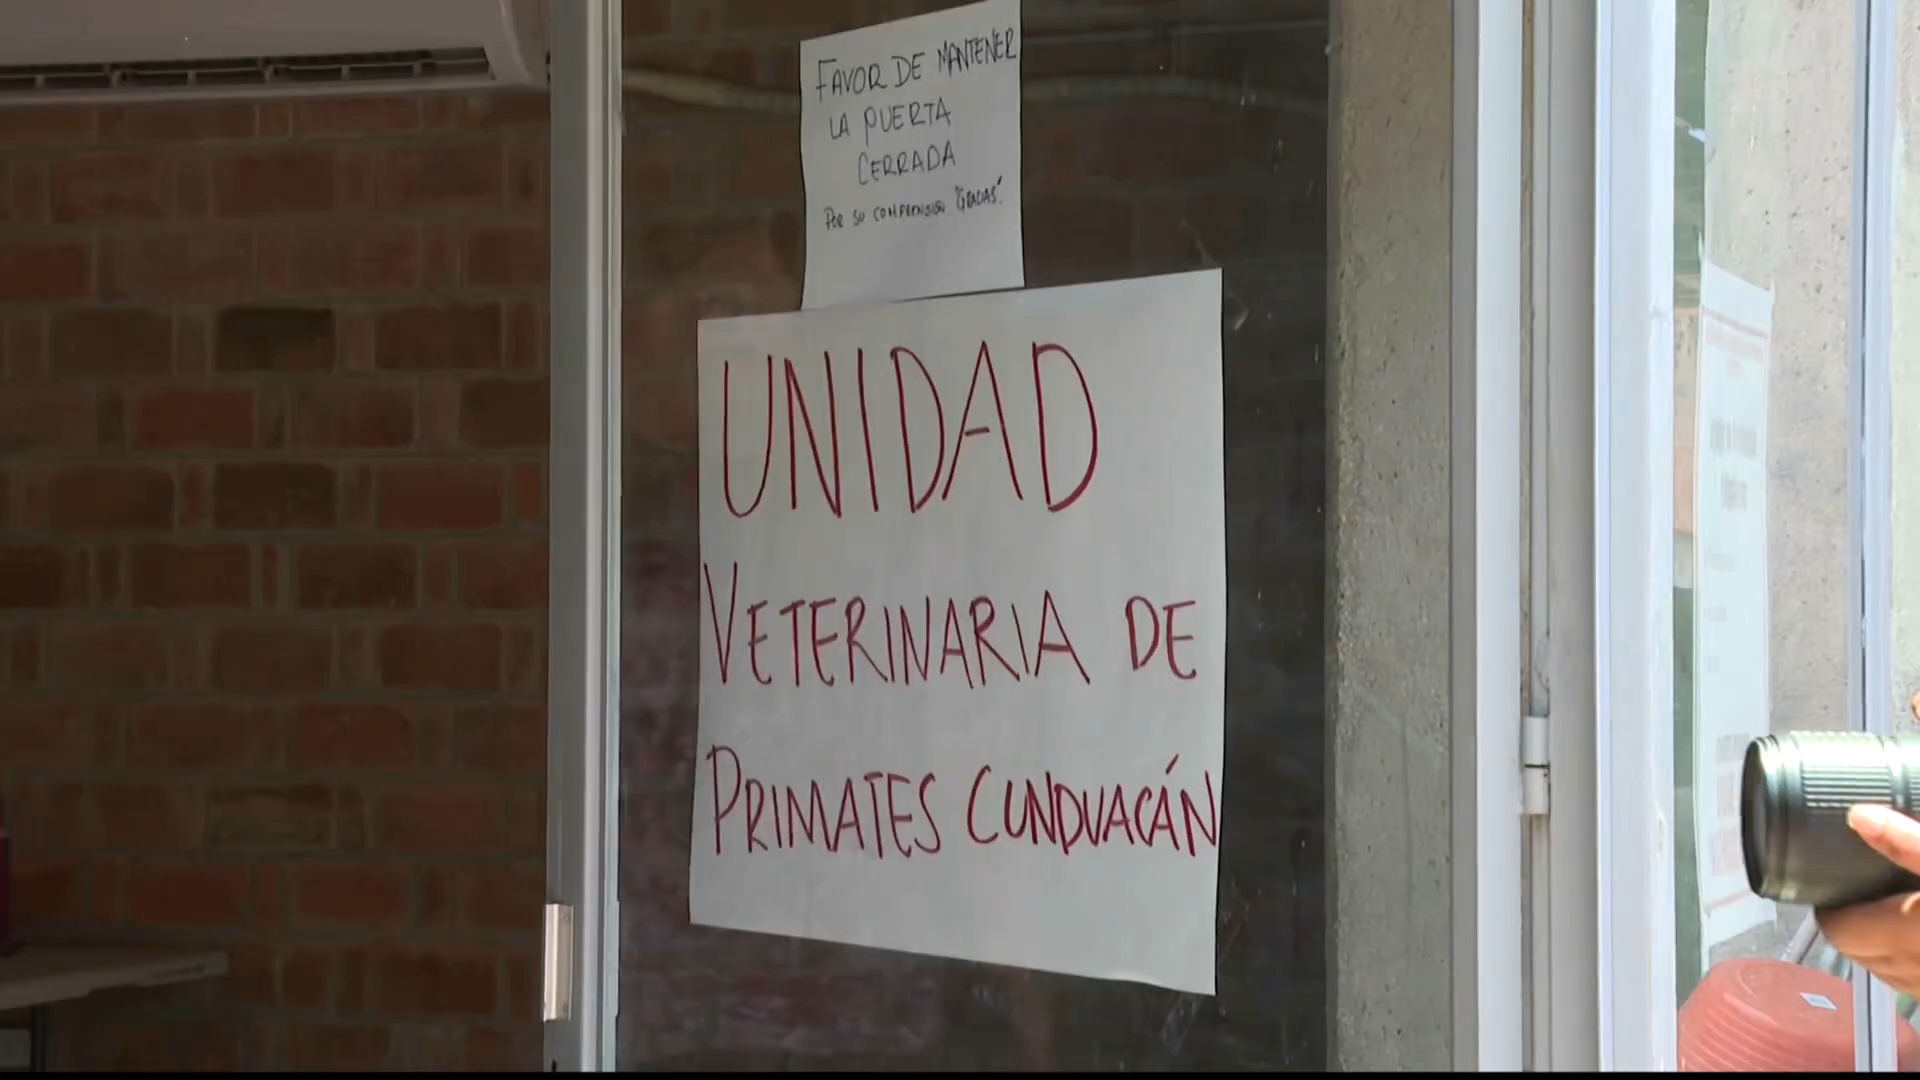 FAVOR DE MANTENER
LA PUERTA
CERRADA
POR SU COMPRENSIÓN "GRACIAS".
UNIDAD
VETERINARIA DE
PRIMATES CUNDUACÁN